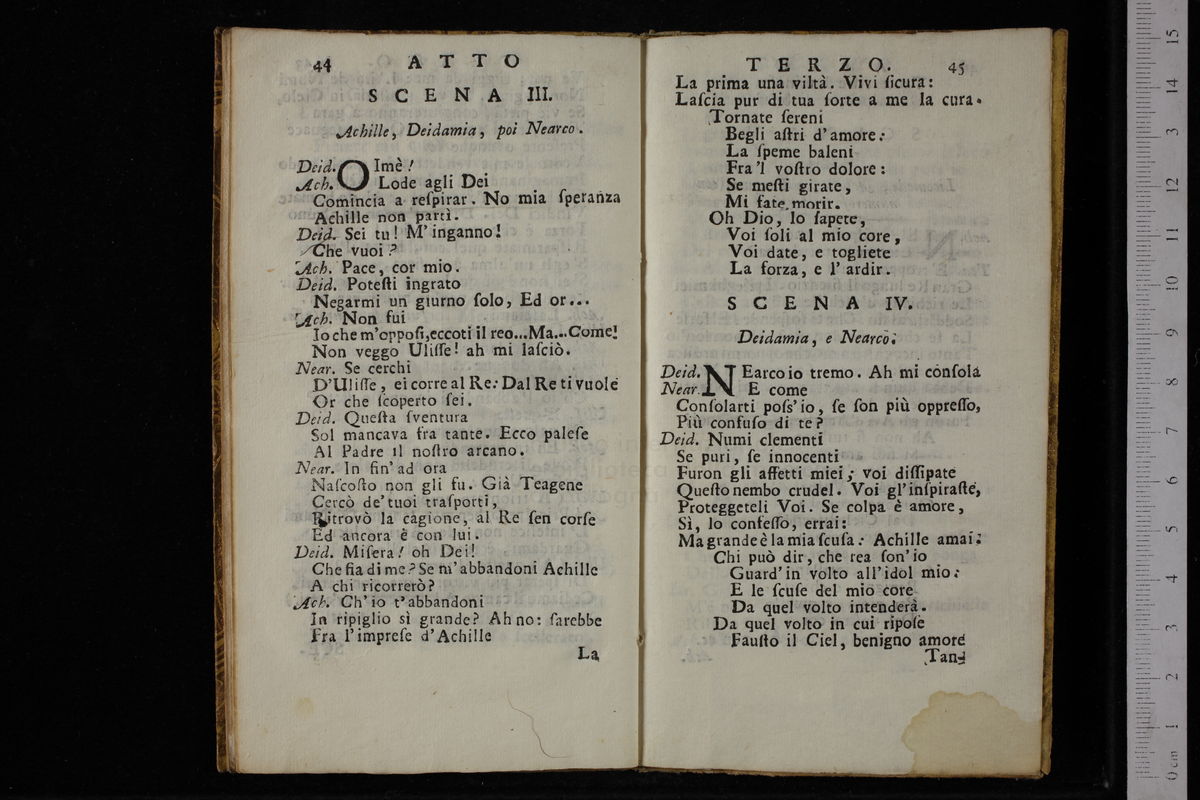 44 ATTO
SCENA III.
Achille, Deidamia, poi Nearco.
Deid. OImè!
Ach. Lode agli Dei
Comincia a reſpirar. No mia ſperanza
Achille non partì.
Deid. Sei tu! M'inganno!
Che vuoi?
Ach. Pace, cor mio.
Deid. Poteſti ingrato
Negarmi un giurno ſolo, Ed or...
Ach. Non fui
Io che m'oppoſi, eccoti il reo... Ma... Come!
Non veggo Uliſſe! ah mi laſciò.
Near. Se cerchi
D'Uliſſe, ei corre al Re: Dal Re ti vuole
Or che ſcoperto ſei.
Deid. Queſta ſventura
Sol mancava fra tante. Ecco paleſe
Al Padre il noſtro arcano.
Near. In fin' ad ora
Naſcoſto non gli fu. Già Teagene
Cercò de' tuoi traſporti,
Ritrovò la cagione, al Re ſen corſe
Ed ancora è con lui.
Deid. Miſera! oh Dei!
Che fia di me? Se m'abbandoni Achille
A chi ricorrerò?
Ach. Ch' io t'abbandoni
In ripiglio sì grande? Ah no: ſarebbe
Fra l'impreſe d'Achille
La
TERZO. 45
La prima una viltà. Vivi ſicura:
Laſcia pur di tua ſorte a me la cura.
Tornate ſereni
Begli aſtri d'amore:
La ſpeme baleni
Fra 'l voſtro dolore:
Se meſti girate,
Mi fate morir.
Oh Dio, lo ſapete,
Voi ſoli al mio core,
Voi date, e togliete
La forza, e l' ardir.
SCENA IV.
Deidamia, e Nearco.
Deid. NEarco io tremo. Ah mi conſola
Near. E come
Conſolarti poſs'io, ſe ſon più oppreſſo,
Più confuſo di te?
Deid. Numi clementi
Se puri, ſe innocenti
Furon gli affetti miei; voi diſſipate
Queſto nembo crudel. Voi gl'inſpiraſte,
Proteggeteli Voi. Se colpa è amore,
Sì, lo confeſſo, errai:
Ma grande è la mia ſcuſa: Achille amai:
Chi può dir, che rea ſon'io
Guard' in volto all'idol mio:
E le ſcuſe del mio core
Da quel volto intenderà.
Da quel volto in cui ripoſe
Fauſto il Ciel, benigno amore
Tan-